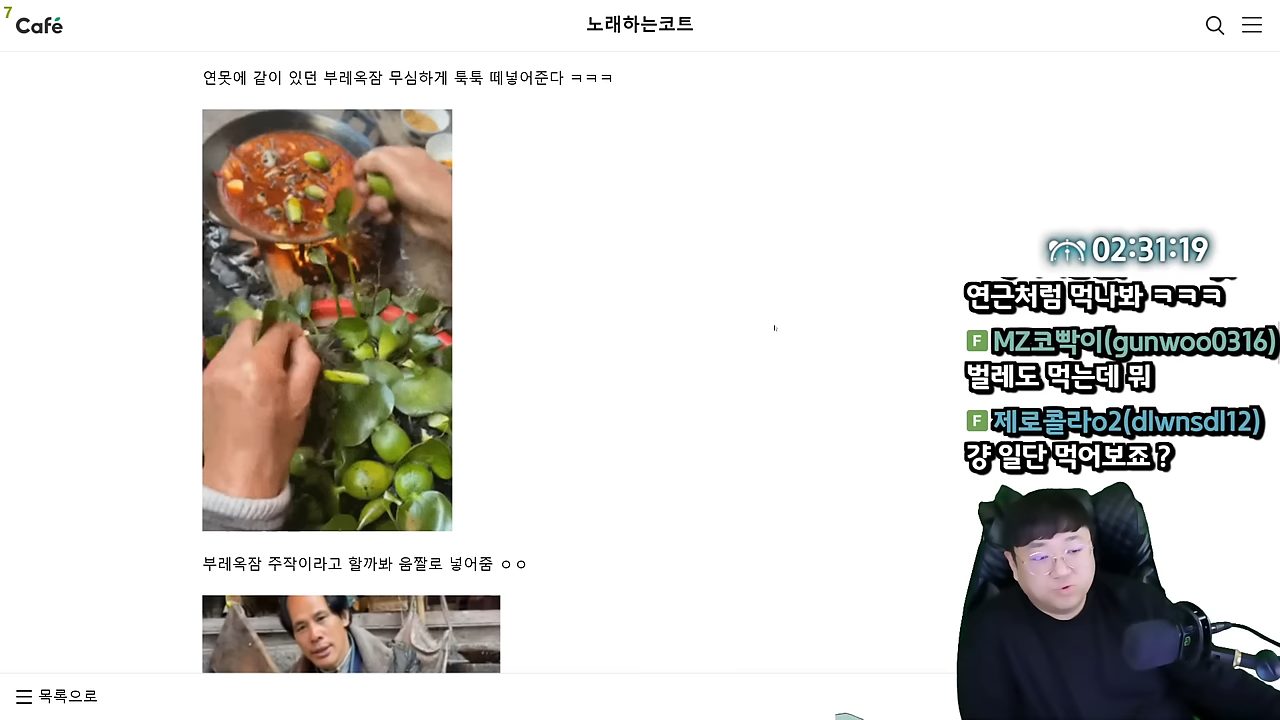 7
Café
노래하는코트
연못에 같이 있던 부레옥잠 무심하게 툭툭 떼넣어준다 ㅋㅋㅋ
02:31:19
연근처럼 먹나봐 ㅋㅋㅋ
F MZ코빡이(gunwoo0316)
벌레도 먹는데 뭐
F 제로콜라o2(dlwnsdl12)
걍 일단 먹어보죠?
부레옥잠 주작이라고 할까봐 움짤로 넣어줌 ㅇㅇ
목록으로